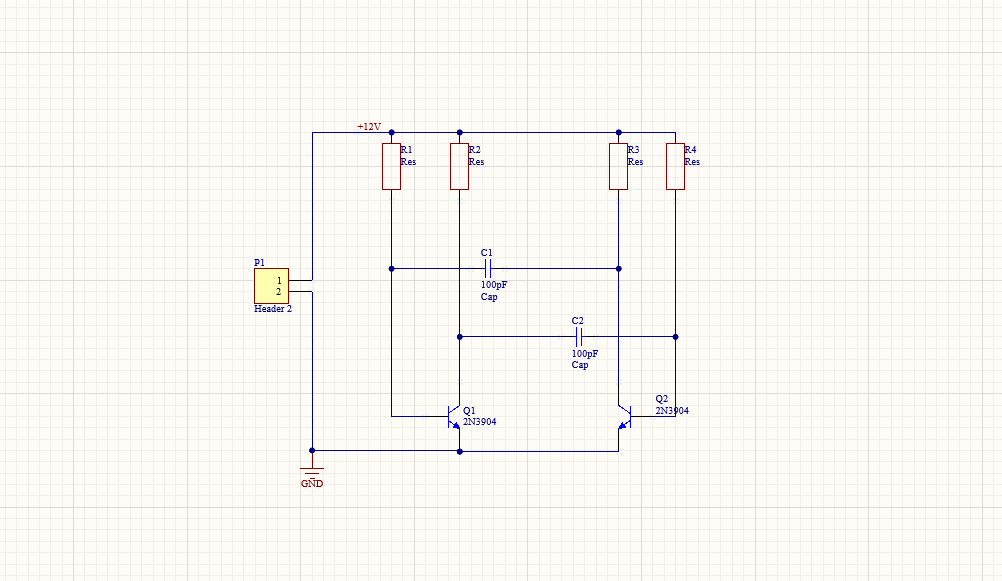 +12V
R1
Res
R2
Res
R3
Res
R4
Res
C1
100pF
Cap
P1
1
2
Header 2
C2
100pF
Cap
Q1
2N3904
Q2
2N3904
GND